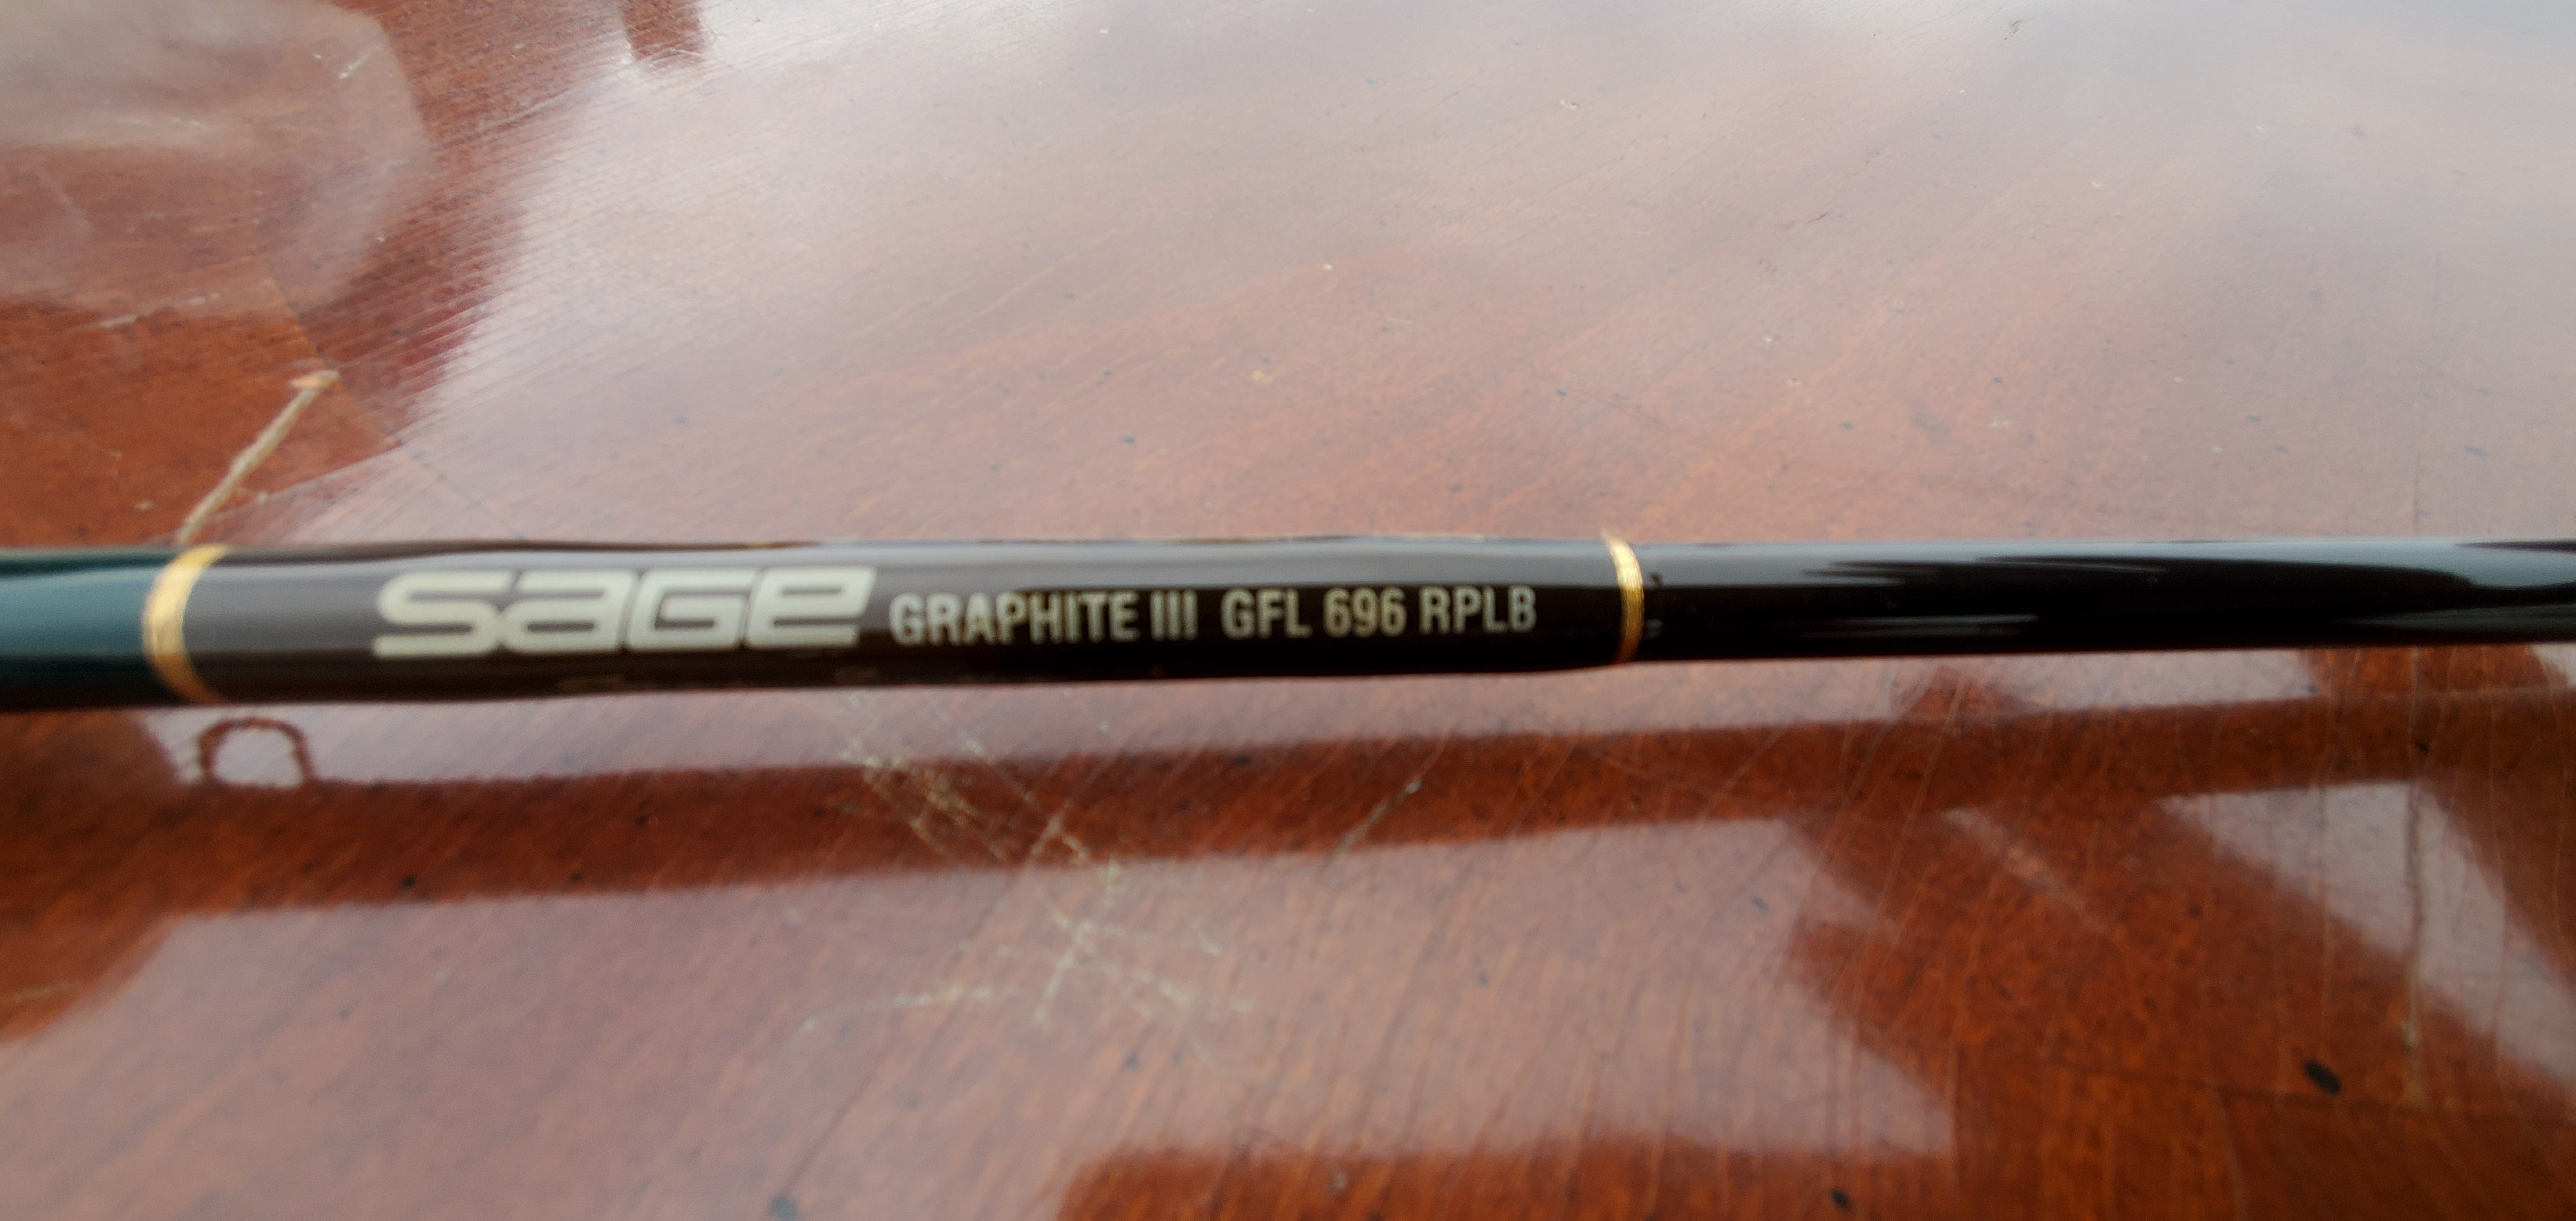 SAGE GRAPHITE III GFL 696 RPLB